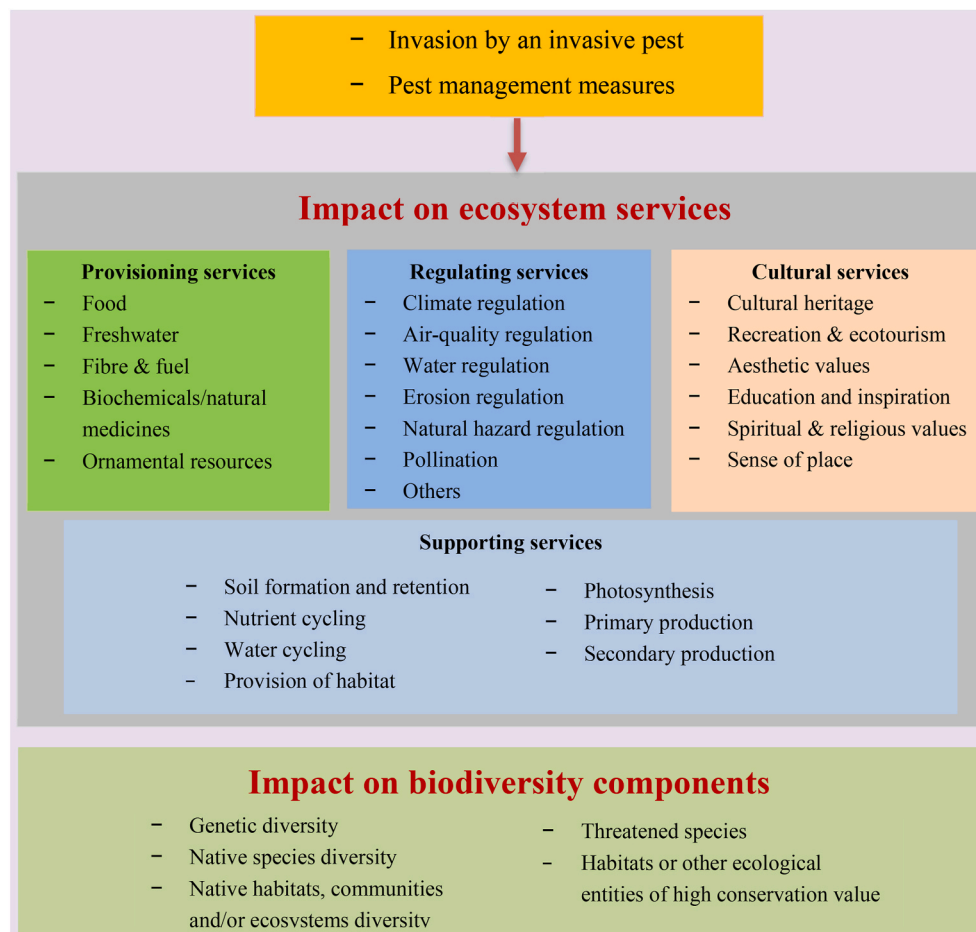 - Invasion by an invasive pest
- Pest management measures
Impact on ecosystem services
Provisioning services
- Food
- Freshwater
- Fibre & fuel
- Biochemicals/natural
medicines
- Ornamental resources
Regulating services
- Climate regulation
- Air-quality regulation
- Water regulation
- Erosion regulation
- Natural hazard regulation
- Pollination
- Others
Cultural services
- Cultural heritage
- Recreation & ecotourism
- Aesthetic values
- Education and inspiration
- Spiritual & religious values
- Sense of place
Supporting services
- Soil formation and retention
- Nutrient cycling
- Water cycling
- Provision of habitat
- Photosynthesis
- Primary production
- Secondary production
Impact on biodiversity components
- Genetic diversity
- Native species diversity
- Native habitats, communities
and/or ecosystems diversity
- Threatened species
- Habitats or other ecological
entities of high conservation value